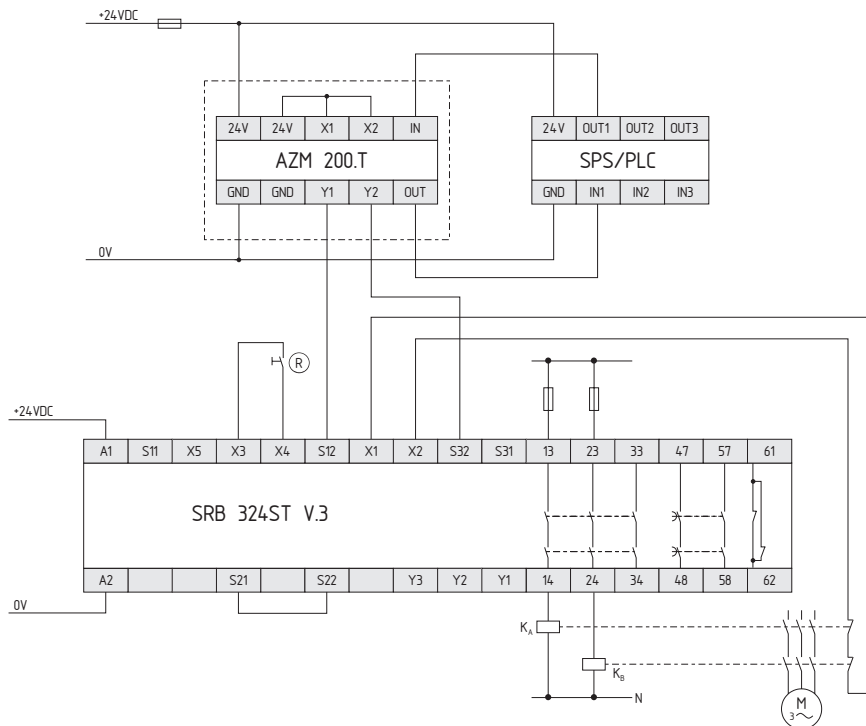 +24VDC
24V 24V X1 X2 IN
AZM 200.T
GND GND Y1 Y2 OUT
24V OUT1 OUT2 OUT3
SPS/PLC
GND IN1 IN2 IN3
0V
R
+24VDC
A1 S11 X5 X3 X4 S12 X1 X2 S32 S31 13 23 33 47 57 61
SRB 324ST V.3
A2 S21 S22 Y3 Y2 Y1 14 24 34 48 58 62
0V
KA
KB
N
M
3~